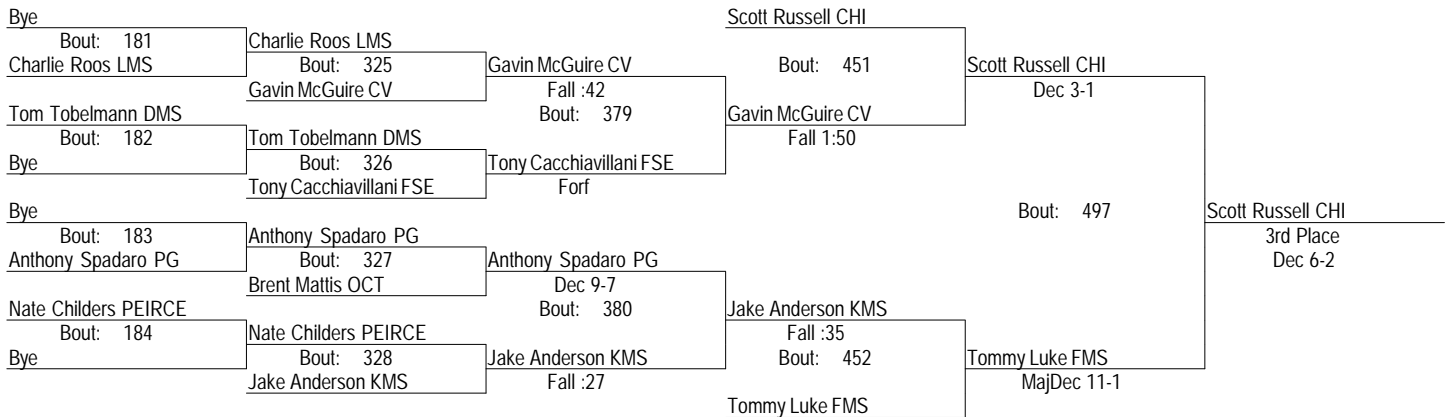 Bye
Scott Russell CHI
Bout: 181
Charlie Roos LMS
Charlie Roos LMS
Bout: 325
Gavin McGuire CV
Bout: 451
Scott Russell CHI
Gavin McGuire CV
Fall :42
Dec 3-1
Tom Tobelmann DMS
Bout: 379
Gavin McGuire CV
Bout: 182
Tom Tobelmann DMS
Fall 1:50
Bye
Bout: 326
Tony Cacchiavillani FSE
Tony Cacchiavillani FSE
Forf
Bye
Bout: 497
Scott Russell CHI
Bout: 183
Anthony Spadaro PG
3rd Place
Anthony Spadaro PG
Bout: 327
Anthony Spadaro PG
Dec 6-2
Brent Mattis OCT
Dec 9-7
Nate Childers PEIRCE
Bout: 380
Jake Anderson KMS
Bout: 184
Nate Childers PEIRCE
Fall :35
Bye
Bout: 328
Jake Anderson KMS
Bout: 452
Tommy Luke FMS
Jake Anderson KMS
Fall :27
MajDec 11-1
Tommy Luke FMS